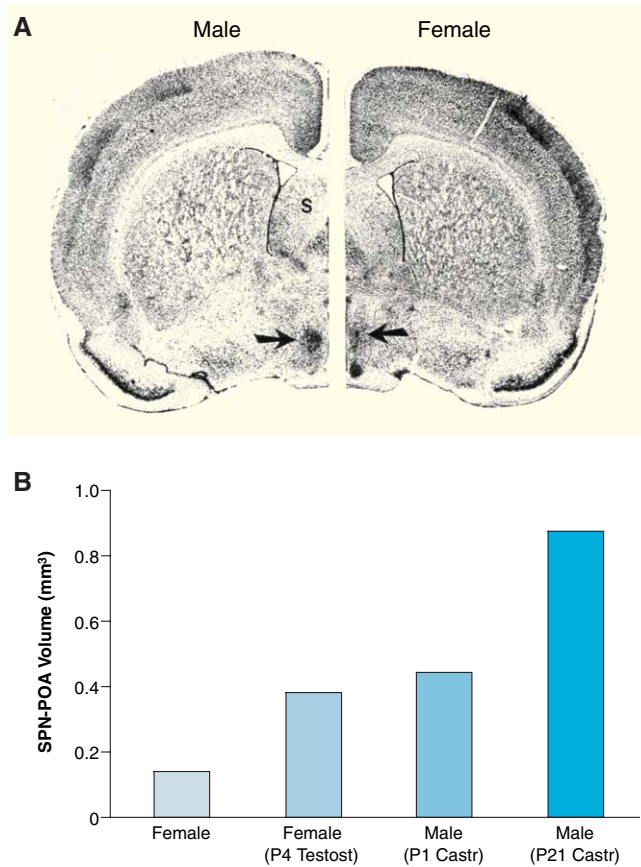 A
Male
Female
S
B
SPN-POA Volume (mm³)
1.0
0.8
0.6
0.4
0.2
0
Female
Female
(P4 Testost)
Male
(P1 Castr)
Male
(P21 Castr)